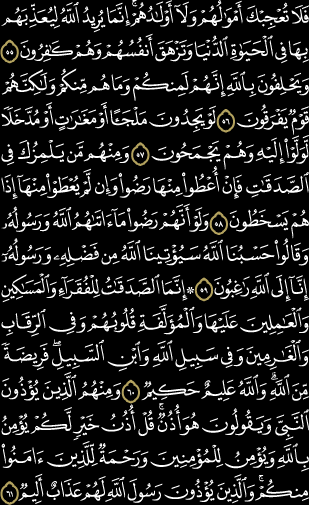 فَلَا تُعْجِبْكَ أَمْوَٰلُهُمْ وَلَآ أَوْلَٰدُهُمْ ۚ إِنَّمَا يُرِيدُ ٱللَّهُ لِيُعَذِّبَهُم
بِهَا فِى ٱلْحَيَوٰةِ ٱلدُّنْيَا وَتَزْهَقَ أَنفُسُهُمْ وَهُمْ كَٰفِرُونَ ٥٥
وَيَحْلِفُونَ بِٱللَّهِ إِنَّهُمْ لَمِنكُمْ وَمَا هُم مِّنكُمْ وَلَٰكِنَّهُمْ
قَوْمٌ يَفْرَقُونَ ٥٦ لَوْ يَجِدُونَ مَلْجَـًٔا أَوْ مَغَٰرَٰتٍ أَوْ مُدَّخَلًا
لَّوَلَّوْا۟ إِلَيْهِ وَهُمْ يَجْمَحُونَ ٥٧ وَمِنْهُم مَّن يَلْمِزُكَ فِى
ٱلصَّدَقَٰتِ فَإِنْ أُعْطُوا۟ مِنْهَا رَضُوا۟ وَإِن لَّمْ يُعْطَوْا۟ مِنْهَآ إِذَا
هُمْ يَسْخَطُونَ ٥٨ وَلَوْ أَنَّهُمْ رَضُوا۟ مَآ ءَاتَىٰهُمُ ٱللَّهُ وَرَسُولُهُۥ
وَقَالُوا۟ حَسْبُنَا ٱللَّهُ سَيُؤْتِينَا ٱللَّهُ مِن فَضْلِهِۦ وَرَسُولُهُۥٓ
إِنَّآ إِلَى ٱللَّهِ رَٰغِبُونَ ٥٩ ۞ إِنَّمَا ٱلصَّدَقَٰتُ لِلْفُقَرَآءِ وَٱلْمَسَٰكِينِ
وَٱلْعَٰمِلِينَ عَلَيْهَا وَٱلْمُؤَلَّفَةِ قُلُوبُهُمْ وَفِى ٱلرِّقَابِ
وَٱلْغَٰرِمِينَ وَفِى سَبِيلِ ٱللَّهِ وَٱبْنِ ٱلسَّبِيلِ ۖ فَرِيضَةً
مِّنَ ٱللَّهِ ۗ وَٱللَّهُ عَلِيمٌ حَكِيمٌ ٦٠ وَمِنْهُمُ ٱلَّذِينَ يُؤْذُونَ
ٱلنَّبِىَّ وَيَقُولُونَ هُوَ أُذُنٌ ۚ قُلْ أُذُنُ خَيْرٍ لَّكُمْ يُؤْمِنُ
بِٱللَّهِ وَيُؤْمِنُ لِلْمُؤْمِنِينَ وَرَحْمَةٌ لِّلَّذِينَ ءَامَنُوا۟
مِنكُمْ ۚ وَٱلَّذِينَ يُؤْذُونَ رَسُولَ ٱللَّهِ لَهُمْ عَذَابٌ أَلِيمٌ ٦١